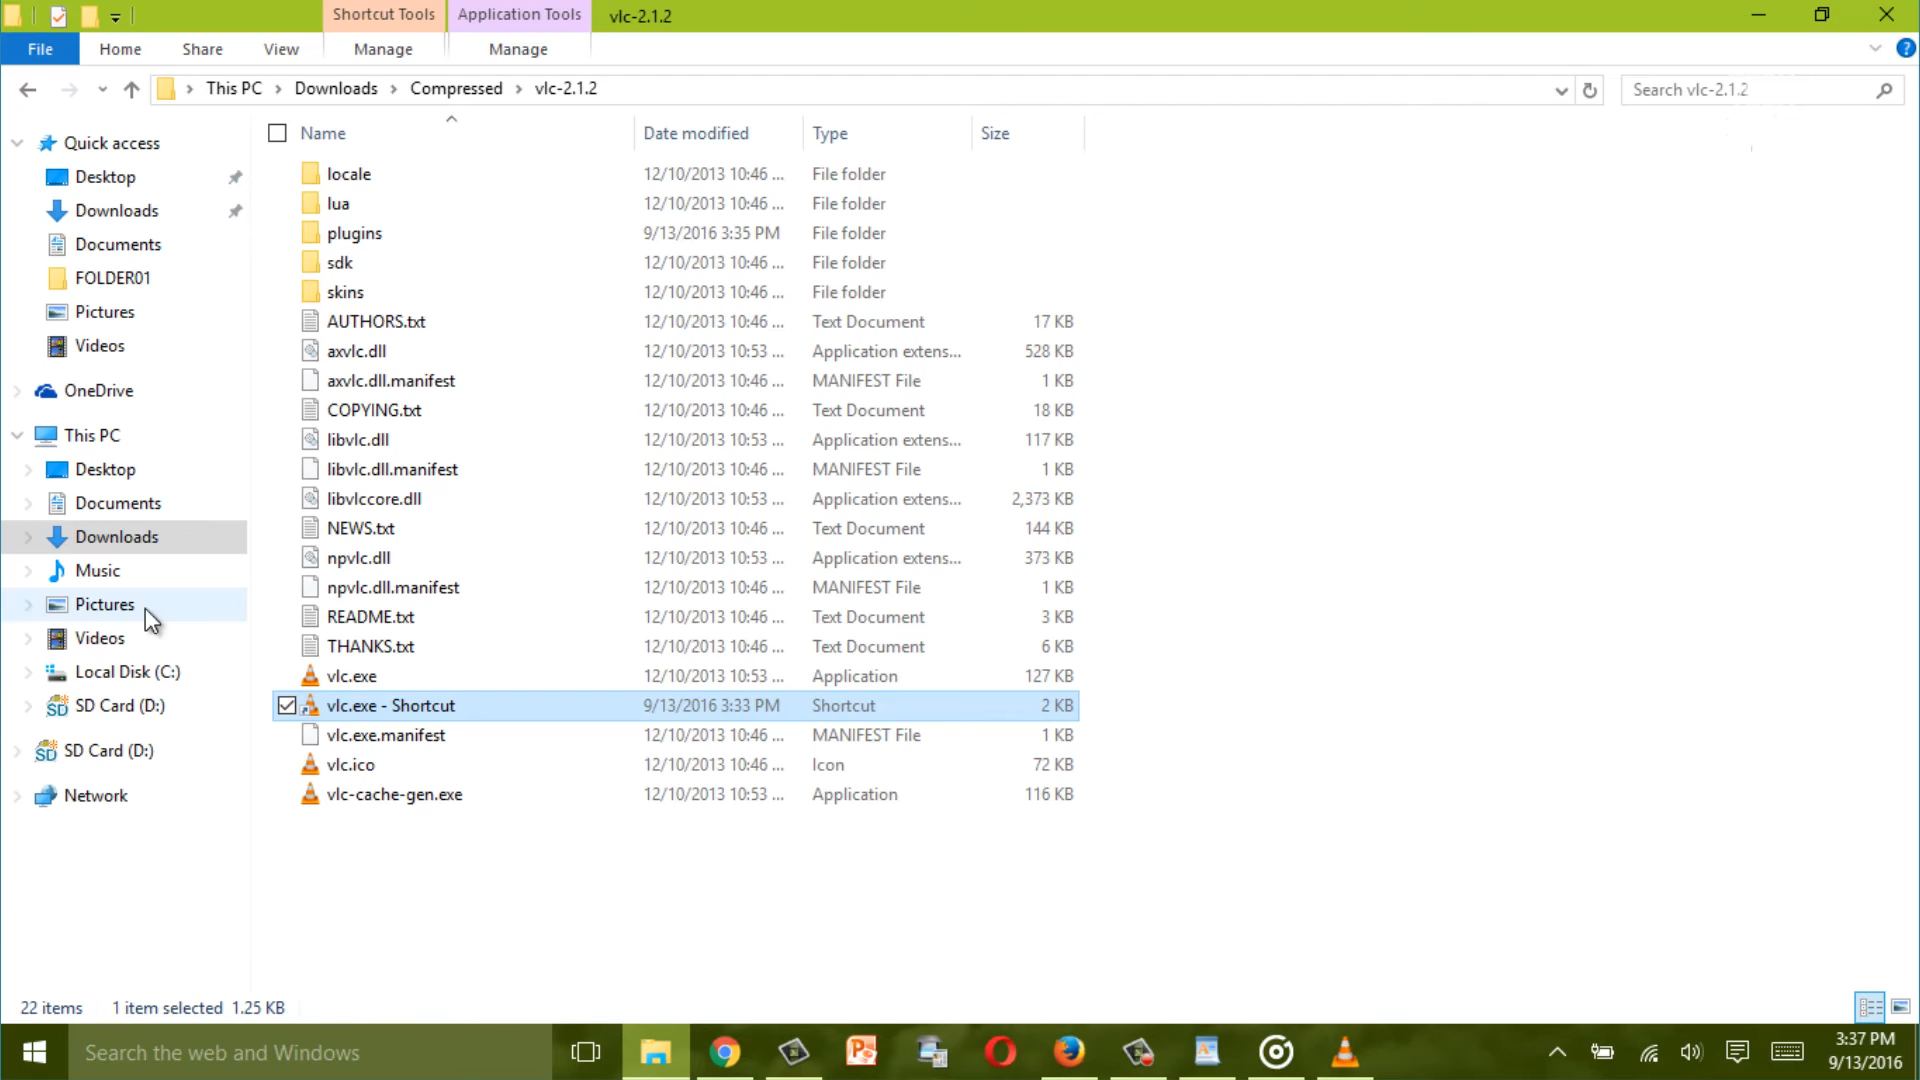 Shortcut Tools
Application Tools
vlc-2.1.2
File
Home
Share
View
Manage
Manage
This PC
Downloads
Compressed
vlc-2.1.2
Search vlc-2.1.2
Name
Date modified
Type
Size
Quick access
Desktop
Downloads
Documents
FOLDER01
Pictures
Videos
OneDrive
This PC
Desktop
Documents
Downloads
Music
Pictures
Videos
Local Disk (C:)
SD Card (D:)
SD Card (D:)
Network
locale 12/10/2013 10:46 ... File folder
lua 12/10/2013 10:46 ... File folder
plugins 9/13/2016 3:35 PM File folder
sdk 12/10/2013 10:46 ... File folder
skins 12/10/2013 10:46 ... File folder
AUTHORS.txt 12/10/2013 10:46 ... Text Document 17 KB
axvlc.dll 12/10/2013 10:53 ... Application extens... 528 KB
axvlc.dll.manifest 12/10/2013 10:46 ... MANIFEST File 1 KB
COPYING.txt 12/10/2013 10:46 ... Text Document 18 KB
libvlc.dll 12/10/2013 10:53 ... Application extens... 117 KB
libvlc.dll.manifest 12/10/2013 10:46 ... MANIFEST File 1 KB
libvlccore.dll 12/10/2013 10:53 ... Application extens... 2,373 KB
NEWS.txt 12/10/2013 10:46 ... Text Document 144 KB
npvlc.dll 12/10/2013 10:53 ... Application extens... 373 KB
npvlc.dll.manifest 12/10/2013 10:46 ... MANIFEST File 1 KB
README.txt 12/10/2013 10:46 ... Text Document 3 KB
THANKS.txt 12/10/2013 10:46 ... Text Document 6 KB
vlc.exe 12/10/2013 10:53 ... Application 127 KB
vlc.exe - Shortcut 9/13/2016 3:33 PM Shortcut 2 KB
vlc.exe.manifest 12/10/2013 10:46 ... MANIFEST File 1 KB
vlc.ico 12/10/2013 10:46 ... Icon 72 KB
vlc-cache-gen.exe 12/10/2013 10:53 ... Application 116 KB
22 items 1 item selected 1.25 KB
Search the web and Windows
3:37 PM
9/13/2016